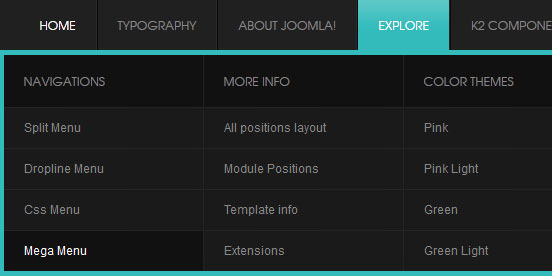 HOME TYPOGRAPHY ABOUT JOOMLA! EXPLORE K2 COMPONE
NAVIGATIONS MORE INFO COLOR THEMES
Split Menu All positions layout Pink
Dropline Menu Module Positions Pink Light
Css Menu Template info Green
Mega Menu Extensions Green Light